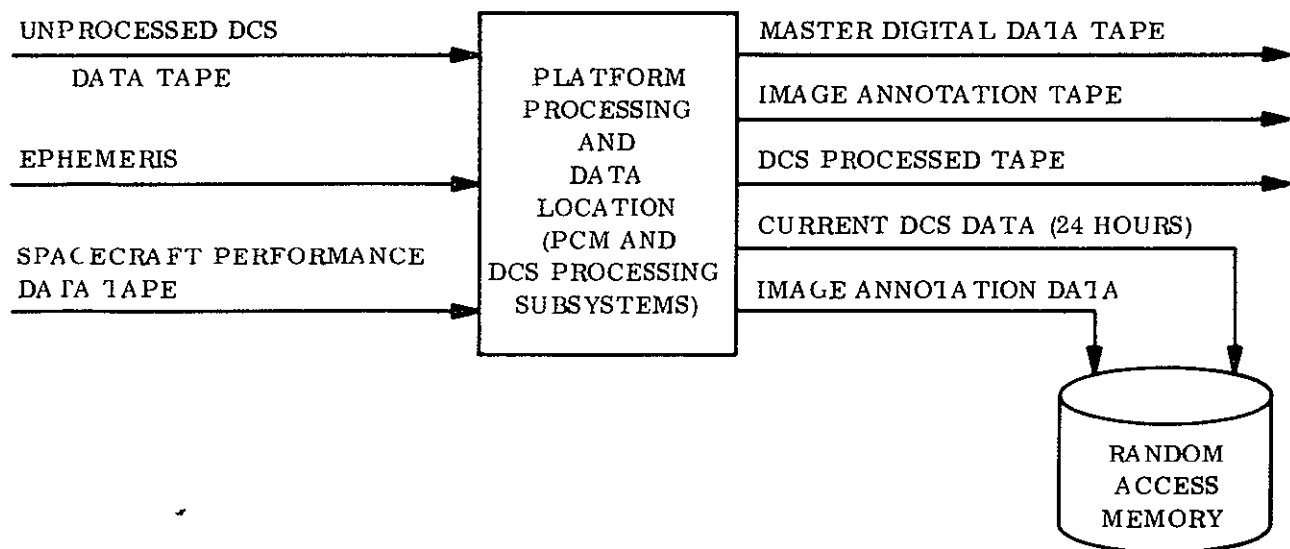 UNPROCESSED DCS
DATA TAPE
EPHEMERIS
SPACECRAFT PERFORMANCE
DATA TAPE
PLATFORM
PROCESSING
AND
DATA
LOCATION
(PCM AND
DCS PROCESSING
SUBSYSTEMS)
MASTER DIGITAL DATA TAPE
IMAGE ANNOTATION TAPE
DCS PROCESSED TAPE
CURRENT DCS DATA (24 HOURS)
IMAGE ANNOTATION DATA
RANDOM
ACCESS
MEMORY